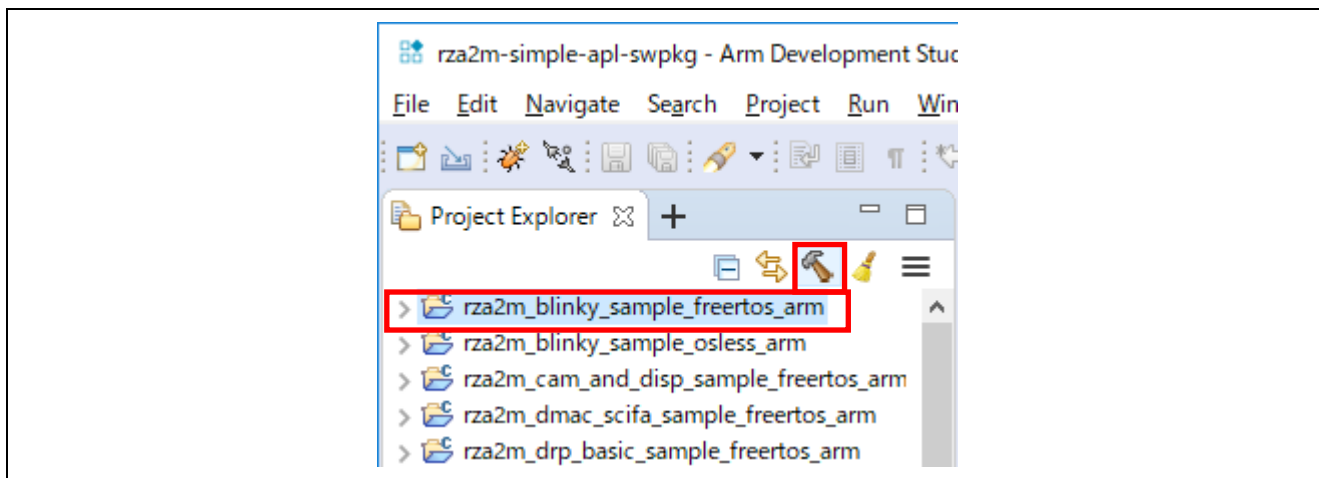 rza2m-simple-apl-swpkg - Arm Development Stuc
File Edit Navigate Search Project Run Win
Project Explorer
rza2m_blinky_sample_freertos_arm
rza2m_blinky_sample_osless_arm
rza2m_cam_and_disp_sample_freertos_arm
rza2m_dmac_scifa_sample_freertos_arm
rza2m_drp_basic_sample_freertos_arm